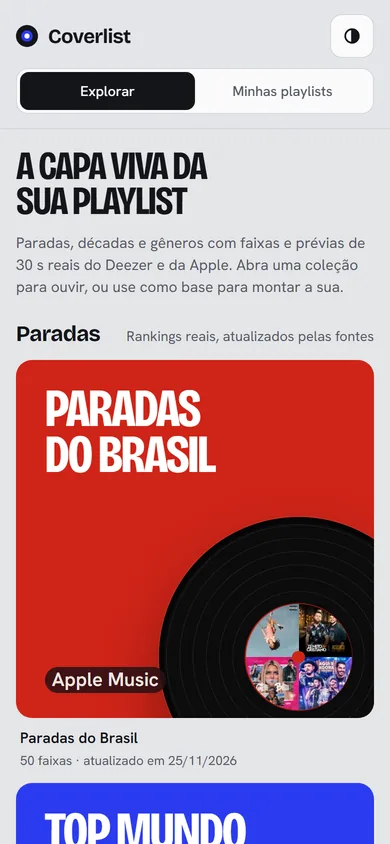 Coverlist
Explorar
Minhas playlists
A CAPA VIVA DA
SUA PLAYLIST
Paradas, décadas e gêneros com faixas e prévias de
30 s reais do Deezer e da Apple. Abra uma coleção
para ouvir, ou use como base para montar a sua.
Paradas
Rankings reais, atualizados pelas fontes
PARADAS
DO BRASIL
Apple Music
Paradas do Brasil
50 faixas · atualizado em 25/11/2026
TOP MUNDO